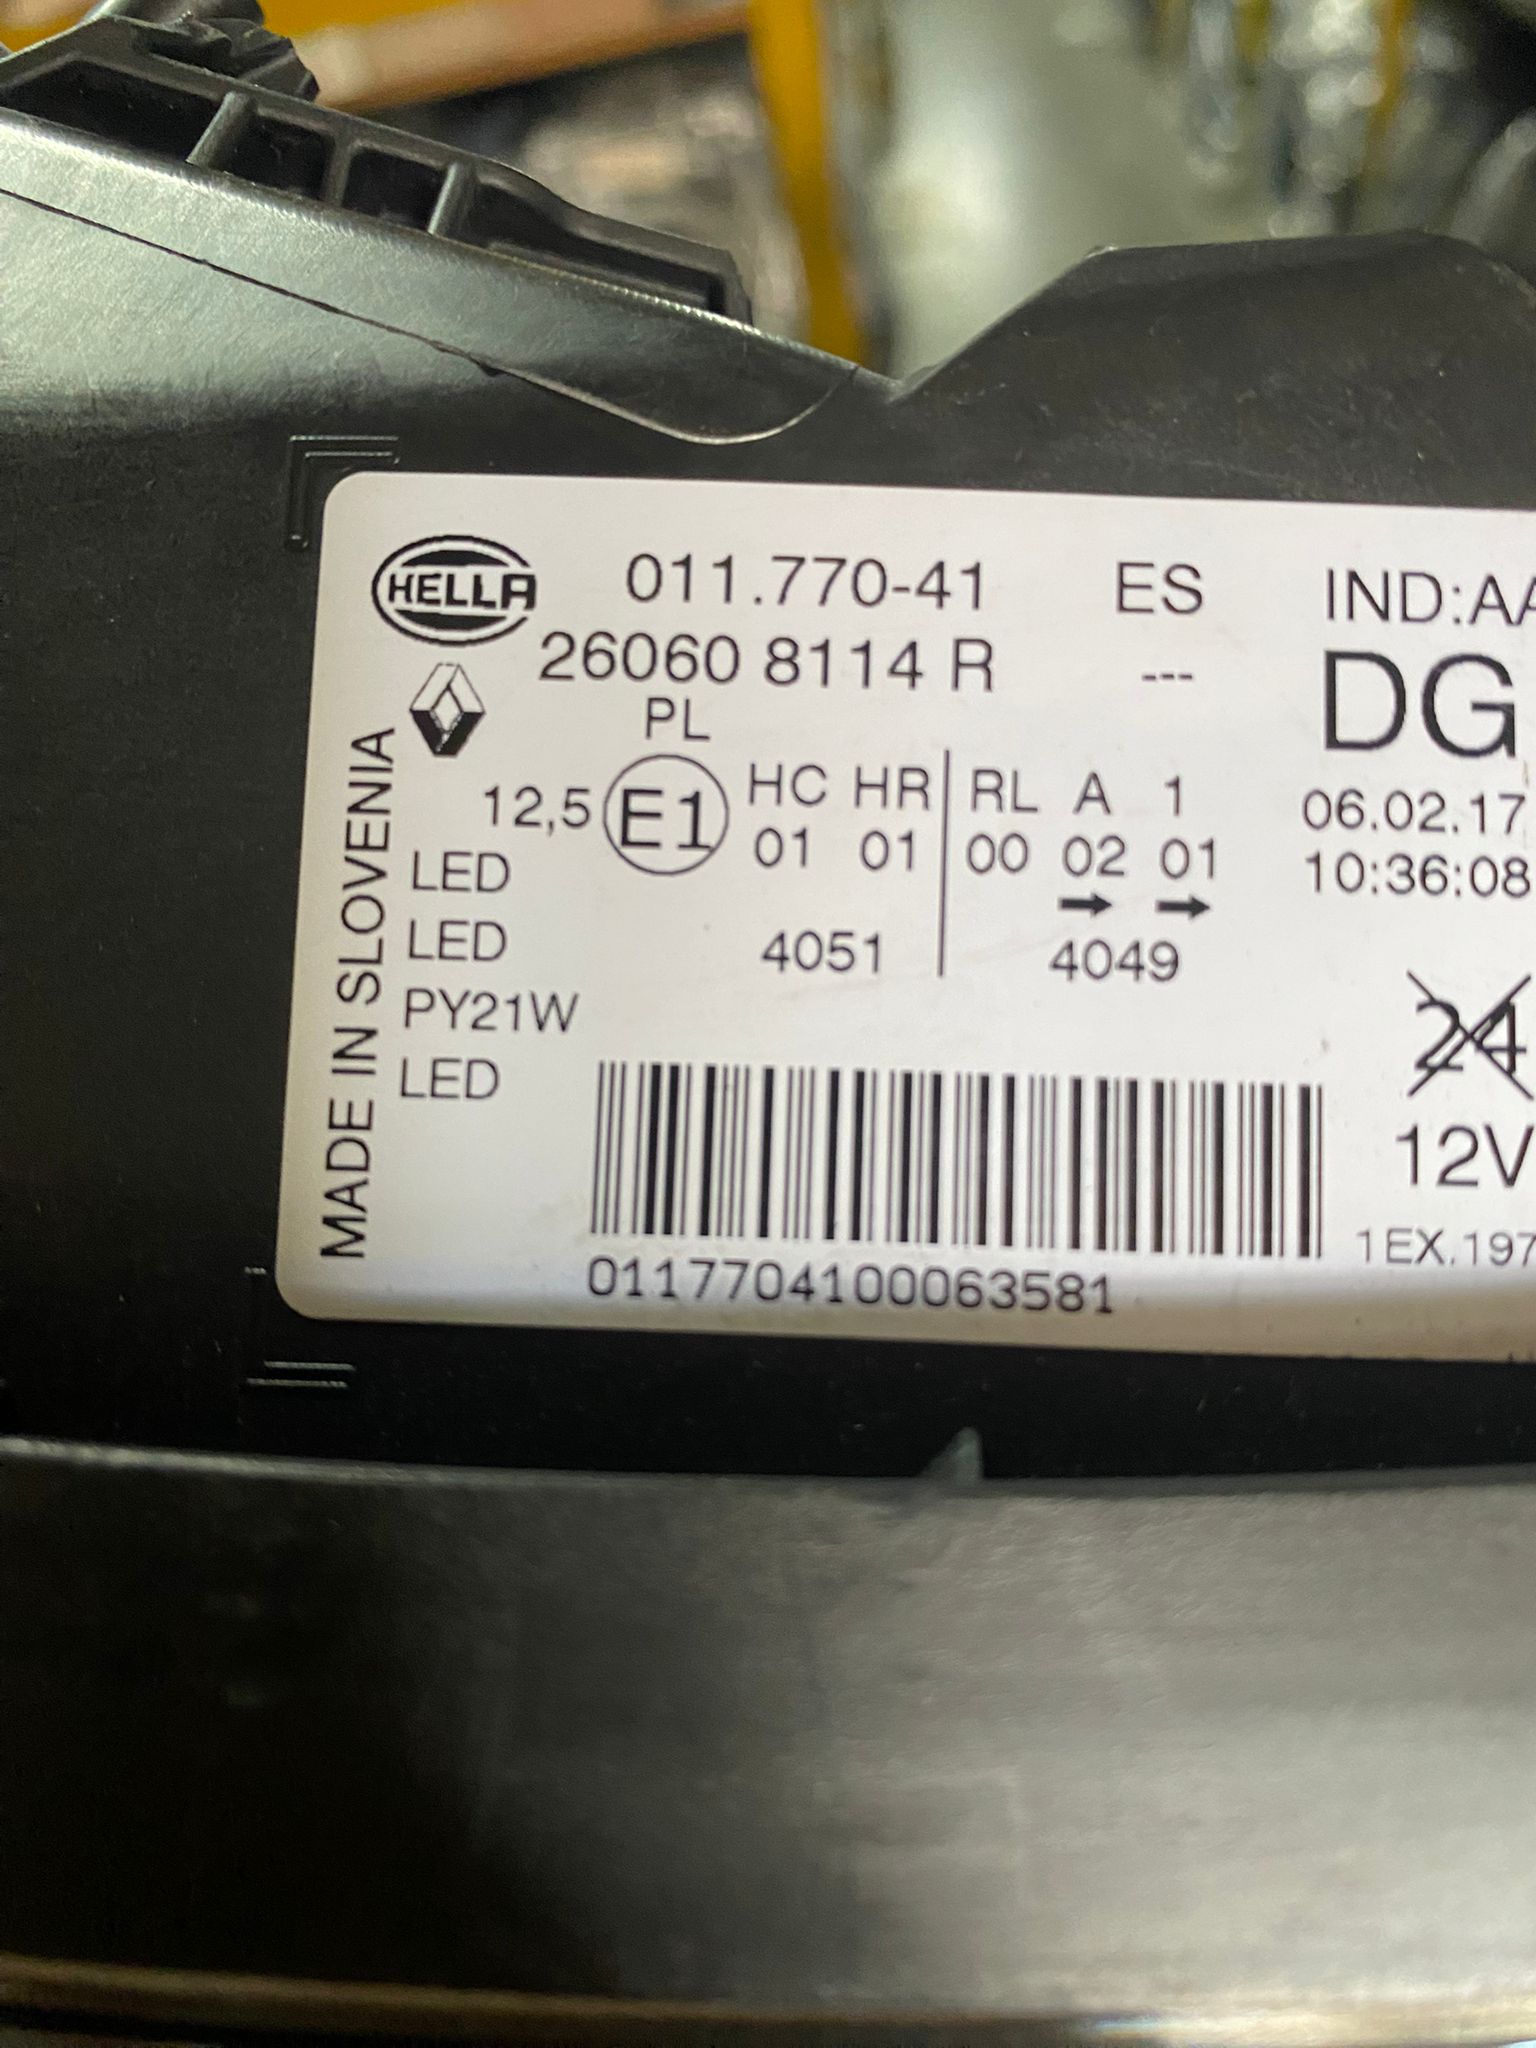 HELLA 011.770-41 ES IND:AA
26060 8114 R --- DG
PL
12,5 E1 HC HR RL A 1 06.02.17
01 01 00 02 01 10:36:08
LED
→ →
LED 4051 4049
PY21W 24
LED
12V
1EX.197
0117704100063581
MADE IN SLOVENIA